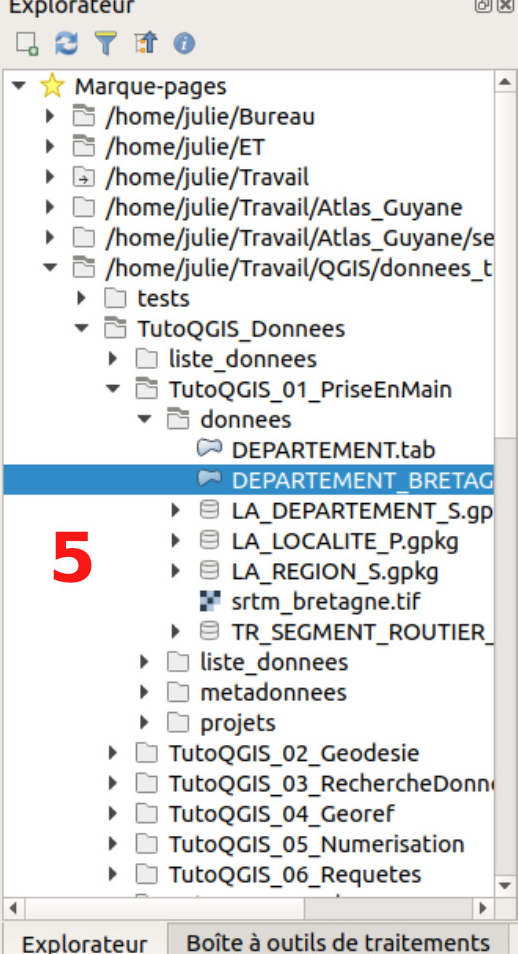 Explorateur
Marque-pages
/home/julie/Bureau
/home/julie/ET
/home/julie/Travail
/home/julie/Travail/Atlas_Guyane
/home/julie/Travail/Atlas_Guyane/se
/home/julie/Travail/QGIS/donnees_t
tests
TutoQGIS_Donnees
liste_donnees
TutoQGIS_01_PriseEnMain
donnees
DEPARTEMENT.tab
DEPARTEMENT_BRETAG
LA_DEPARTEMENT_S.gp
5
LA_LOCALITE_P.gpkg
LA_REGION_S.gpkg
srtm_bretagne.tif
TR_SEGMENT_ROUTIER_
liste_donnees
metadonnees
projets
TutoQGIS_02_Geodesie
TutoQGIS_03_RechercheDonn
TutoQGIS_04_Georef
TutoQGIS_05_Numerisation
TutoQGIS_06_Requetes
Explorateur
Boîte à outils de traitements